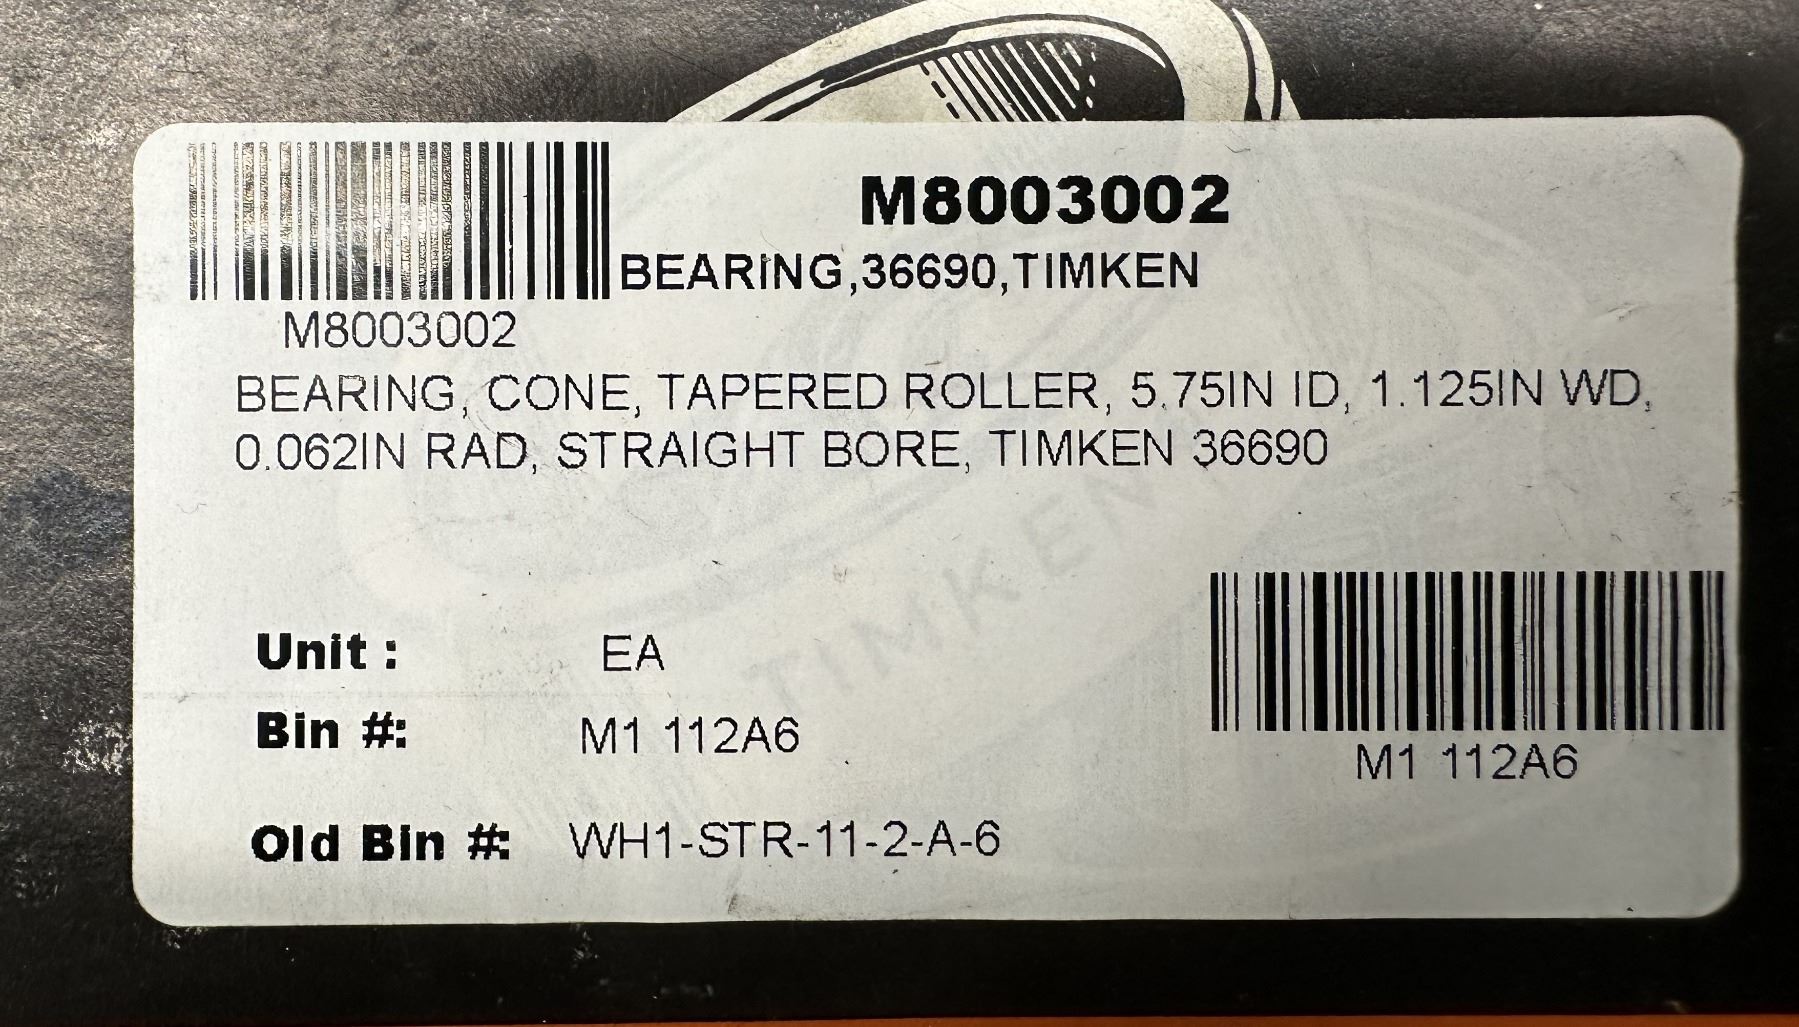 M8003002
BEARING,36690,TIMKEN
M8003002
BEARING, CONE, TAPERED ROLLER, 5.75IN ID, 1.125IN WD,
0.062IN RAD, STRAIGHT BORE, TIMKEN 36690
TIMKEN
Unit : EA
Bin #: M1 112A6
M1 112A6
Old Bin #: WH1-STR-11-2-A-6